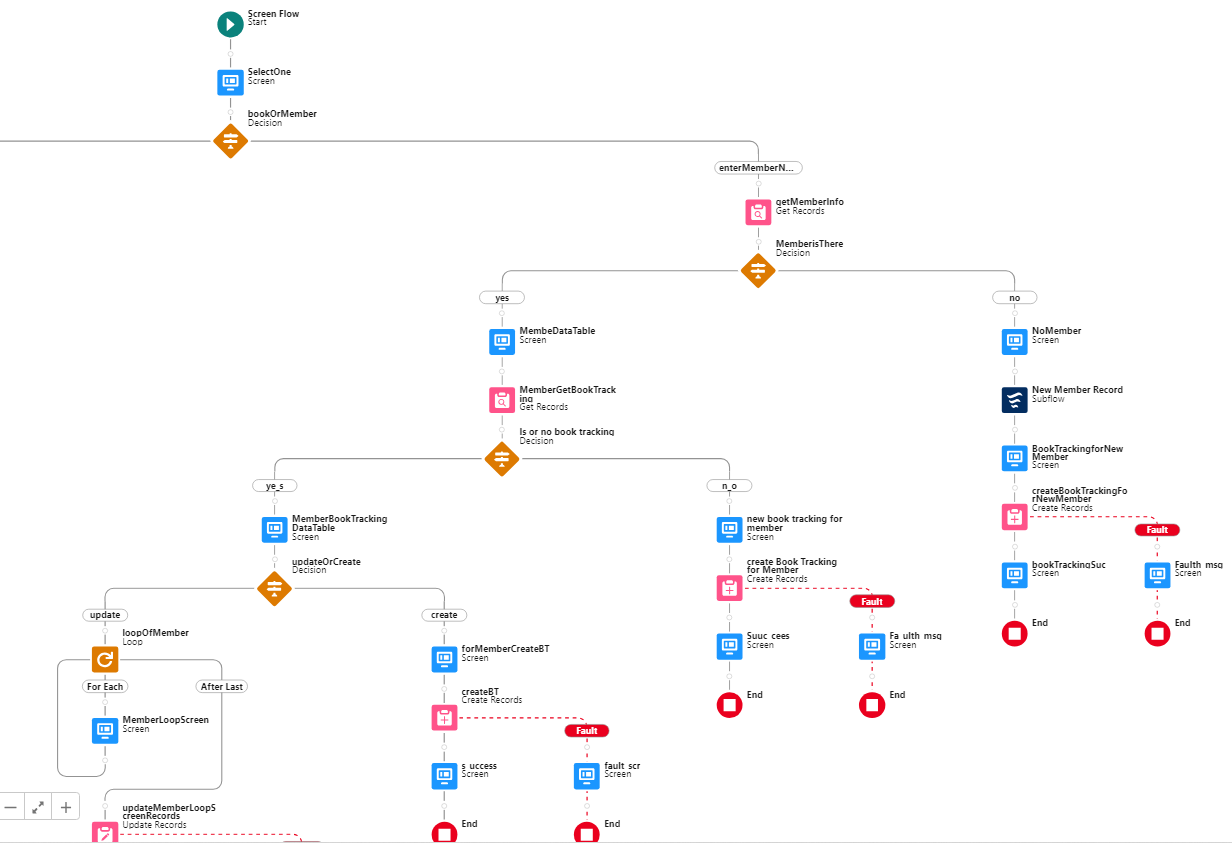 Screen Flow
Start
SelectOne
Screen
bookOrMember
Decision
enterMemberN...
getMemberInfo
Get Records
MemberisThere
Decision
yes
no
MembeDataTable
Screen
NoMember
Screen
MemberGetBookTrack
ing
Get Records
New Member Record
Subflow
Is or no book tracking
Decision
BookTrackingforNew
Member
Screen
ye_s
n_o
createBookTrackingFo
rNewMember
Create Records
Fault
MemberBookTracking
DataTable
Screen
new book tracking for
member
Screen
updateOrCreate
Decision
create Book Tracking
for Member
Create Records
bookTrackingSuc
Screen
Faulth msg
Screen
Fault
update
create
End
End
loopOfMember
Loop
Suuc cees
Screen
Fa ulth msg
Screen
forMemberCreateBT
Screen
For Each
After Last
createBT
Create Records
End
End
MemberLoopScreen
Screen
Fault
s uccess
Screen
fault scr
Screen
updateMemberLoopS
creenRecords
Update Records
End
End